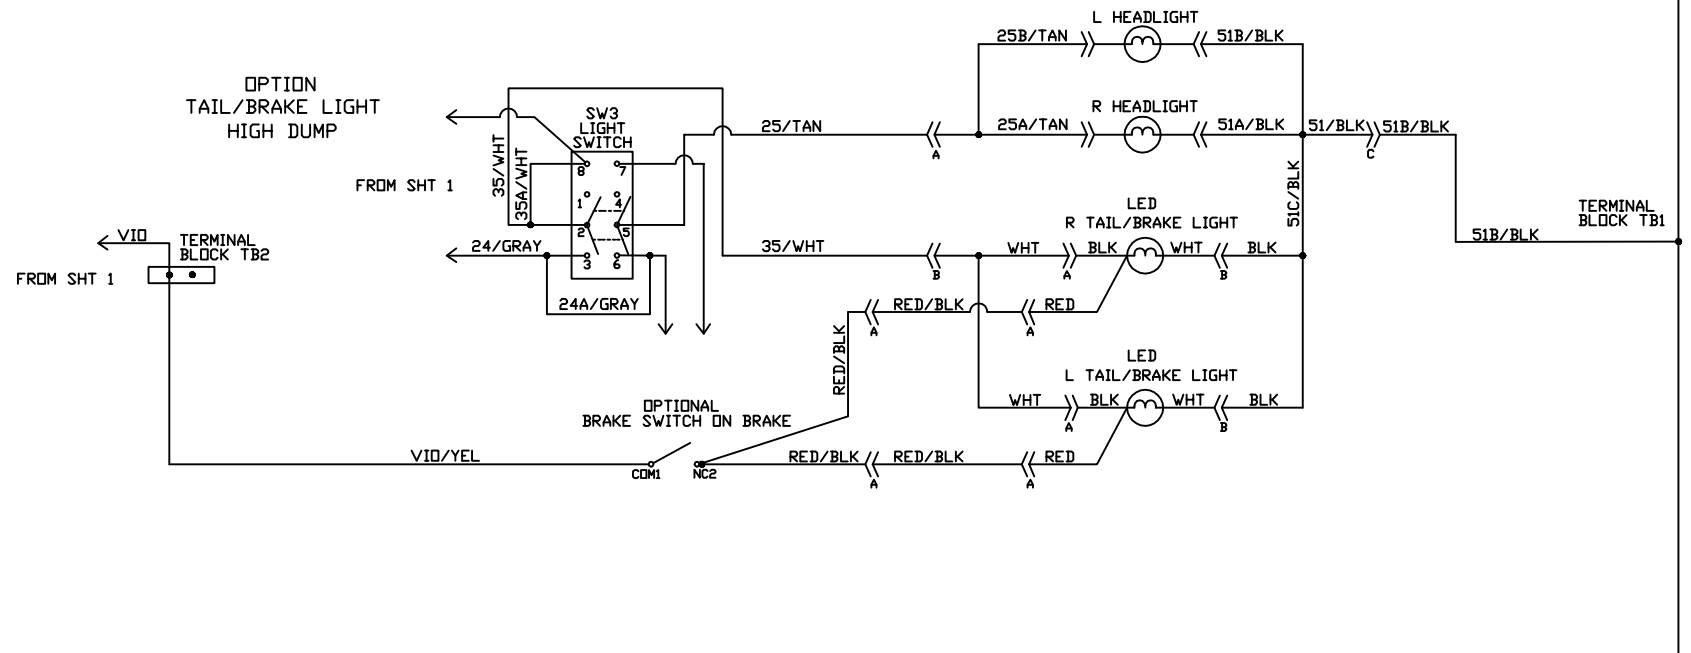 L HEADLIGHT
25B/TAN
51B/BLK
OPTION
TAIL/BRAKE LIGHT
HIGH DUMP
SW3
LIGHT
SWITCH
R HEADLIGHT
25/TAN
A
25A/TAN
51A/BLK
51/BLK
C
51B/BLK
35/WHT
35A/WHT
8
7
1
4
2
5
3
6
FROM SHT 1
51C/BLK
TERMINAL
BLOCK TB1
51B/BLK
VIO
TERMINAL
BLOCK TB2
FROM SHT 1
24/GRAY
24A/GRAY
35/WHT
B
LED
R TAIL/BRAKE LIGHT
WHT
A
BLK
WHT
B
BLK
RED/BLK
A
RED/BLK
A
RED
LED
L TAIL/BRAKE LIGHT
WHT
A
BLK
WHT
B
BLK
OPTIONAL
BRAKE SWITCH ON BRAKE
VIO/YEL
COM1
NC2
RED/BLK
A
RED/BLK
A
RED